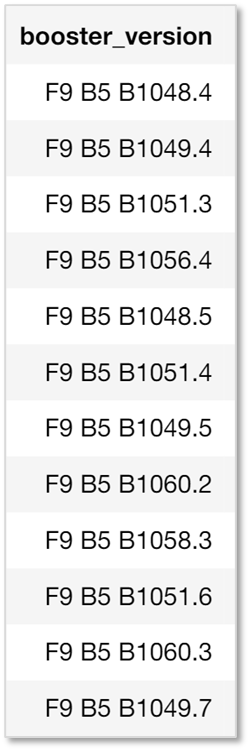 booster_version
F9 B5 B1048.4
F9 B5 B1049.4
F9 B5 B1051.3
F9 B5 B1056.4
F9 B5 B1048.5
F9 B5 B1051.4
F9 B5 B1049.5
F9 B5 B1060.2
F9 B5 B1058.3
F9 B5 B1051.6
F9 B5 B1060.3
F9 B5 B1049.7